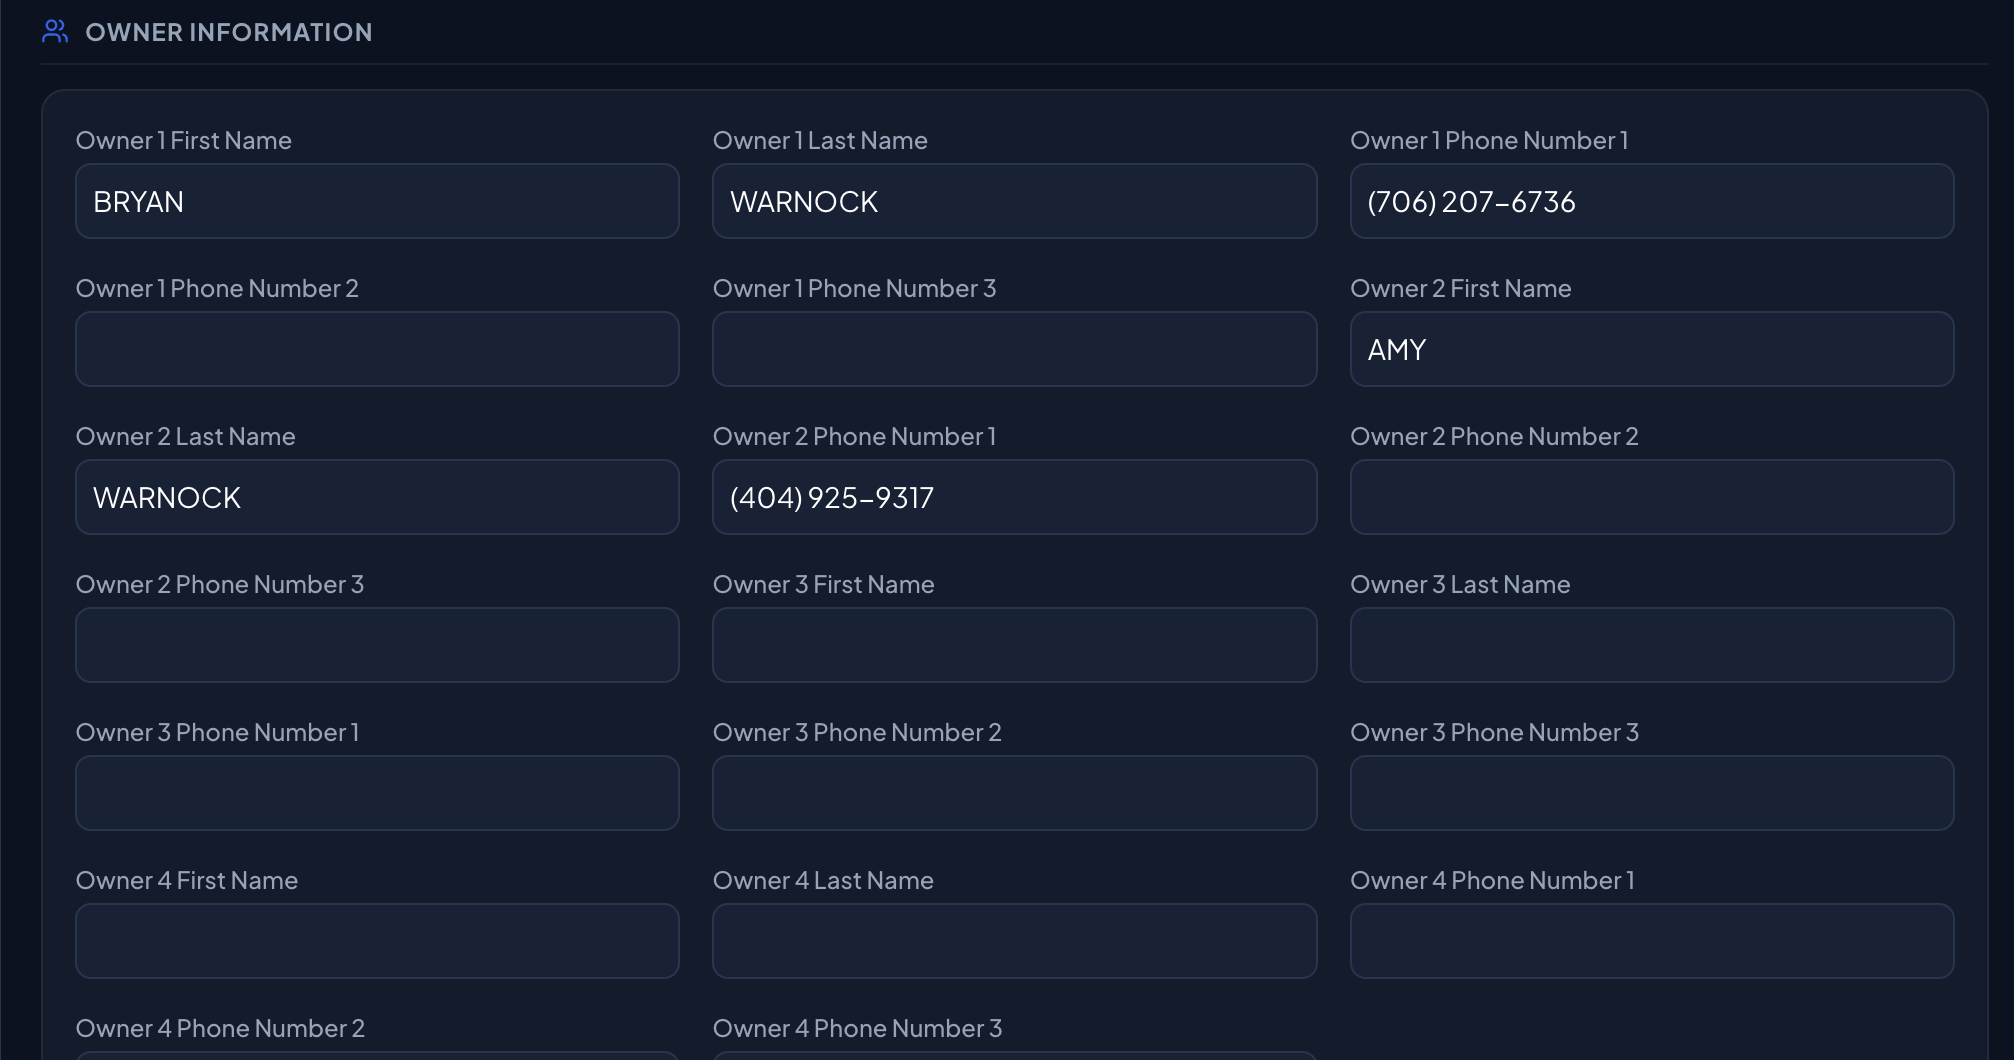 OWNER INFORMATION
Owner 1 First Name
BRYAN
Owner 1 Last Name
WARNOCK
Owner 1 Phone Number 1
(706) 207-6736
Owner 1 Phone Number 2
Owner 1 Phone Number 3
Owner 2 First Name
AMY
Owner 2 Last Name
WARNOCK
Owner 2 Phone Number 1
(404) 925-9317
Owner 2 Phone Number 2
Owner 2 Phone Number 3
Owner 3 First Name
Owner 3 Last Name
Owner 3 Phone Number 1
Owner 3 Phone Number 2
Owner 3 Phone Number 3
Owner 4 First Name
Owner 4 Last Name
Owner 4 Phone Number 1
Owner 4 Phone Number 2
Owner 4 Phone Number 3